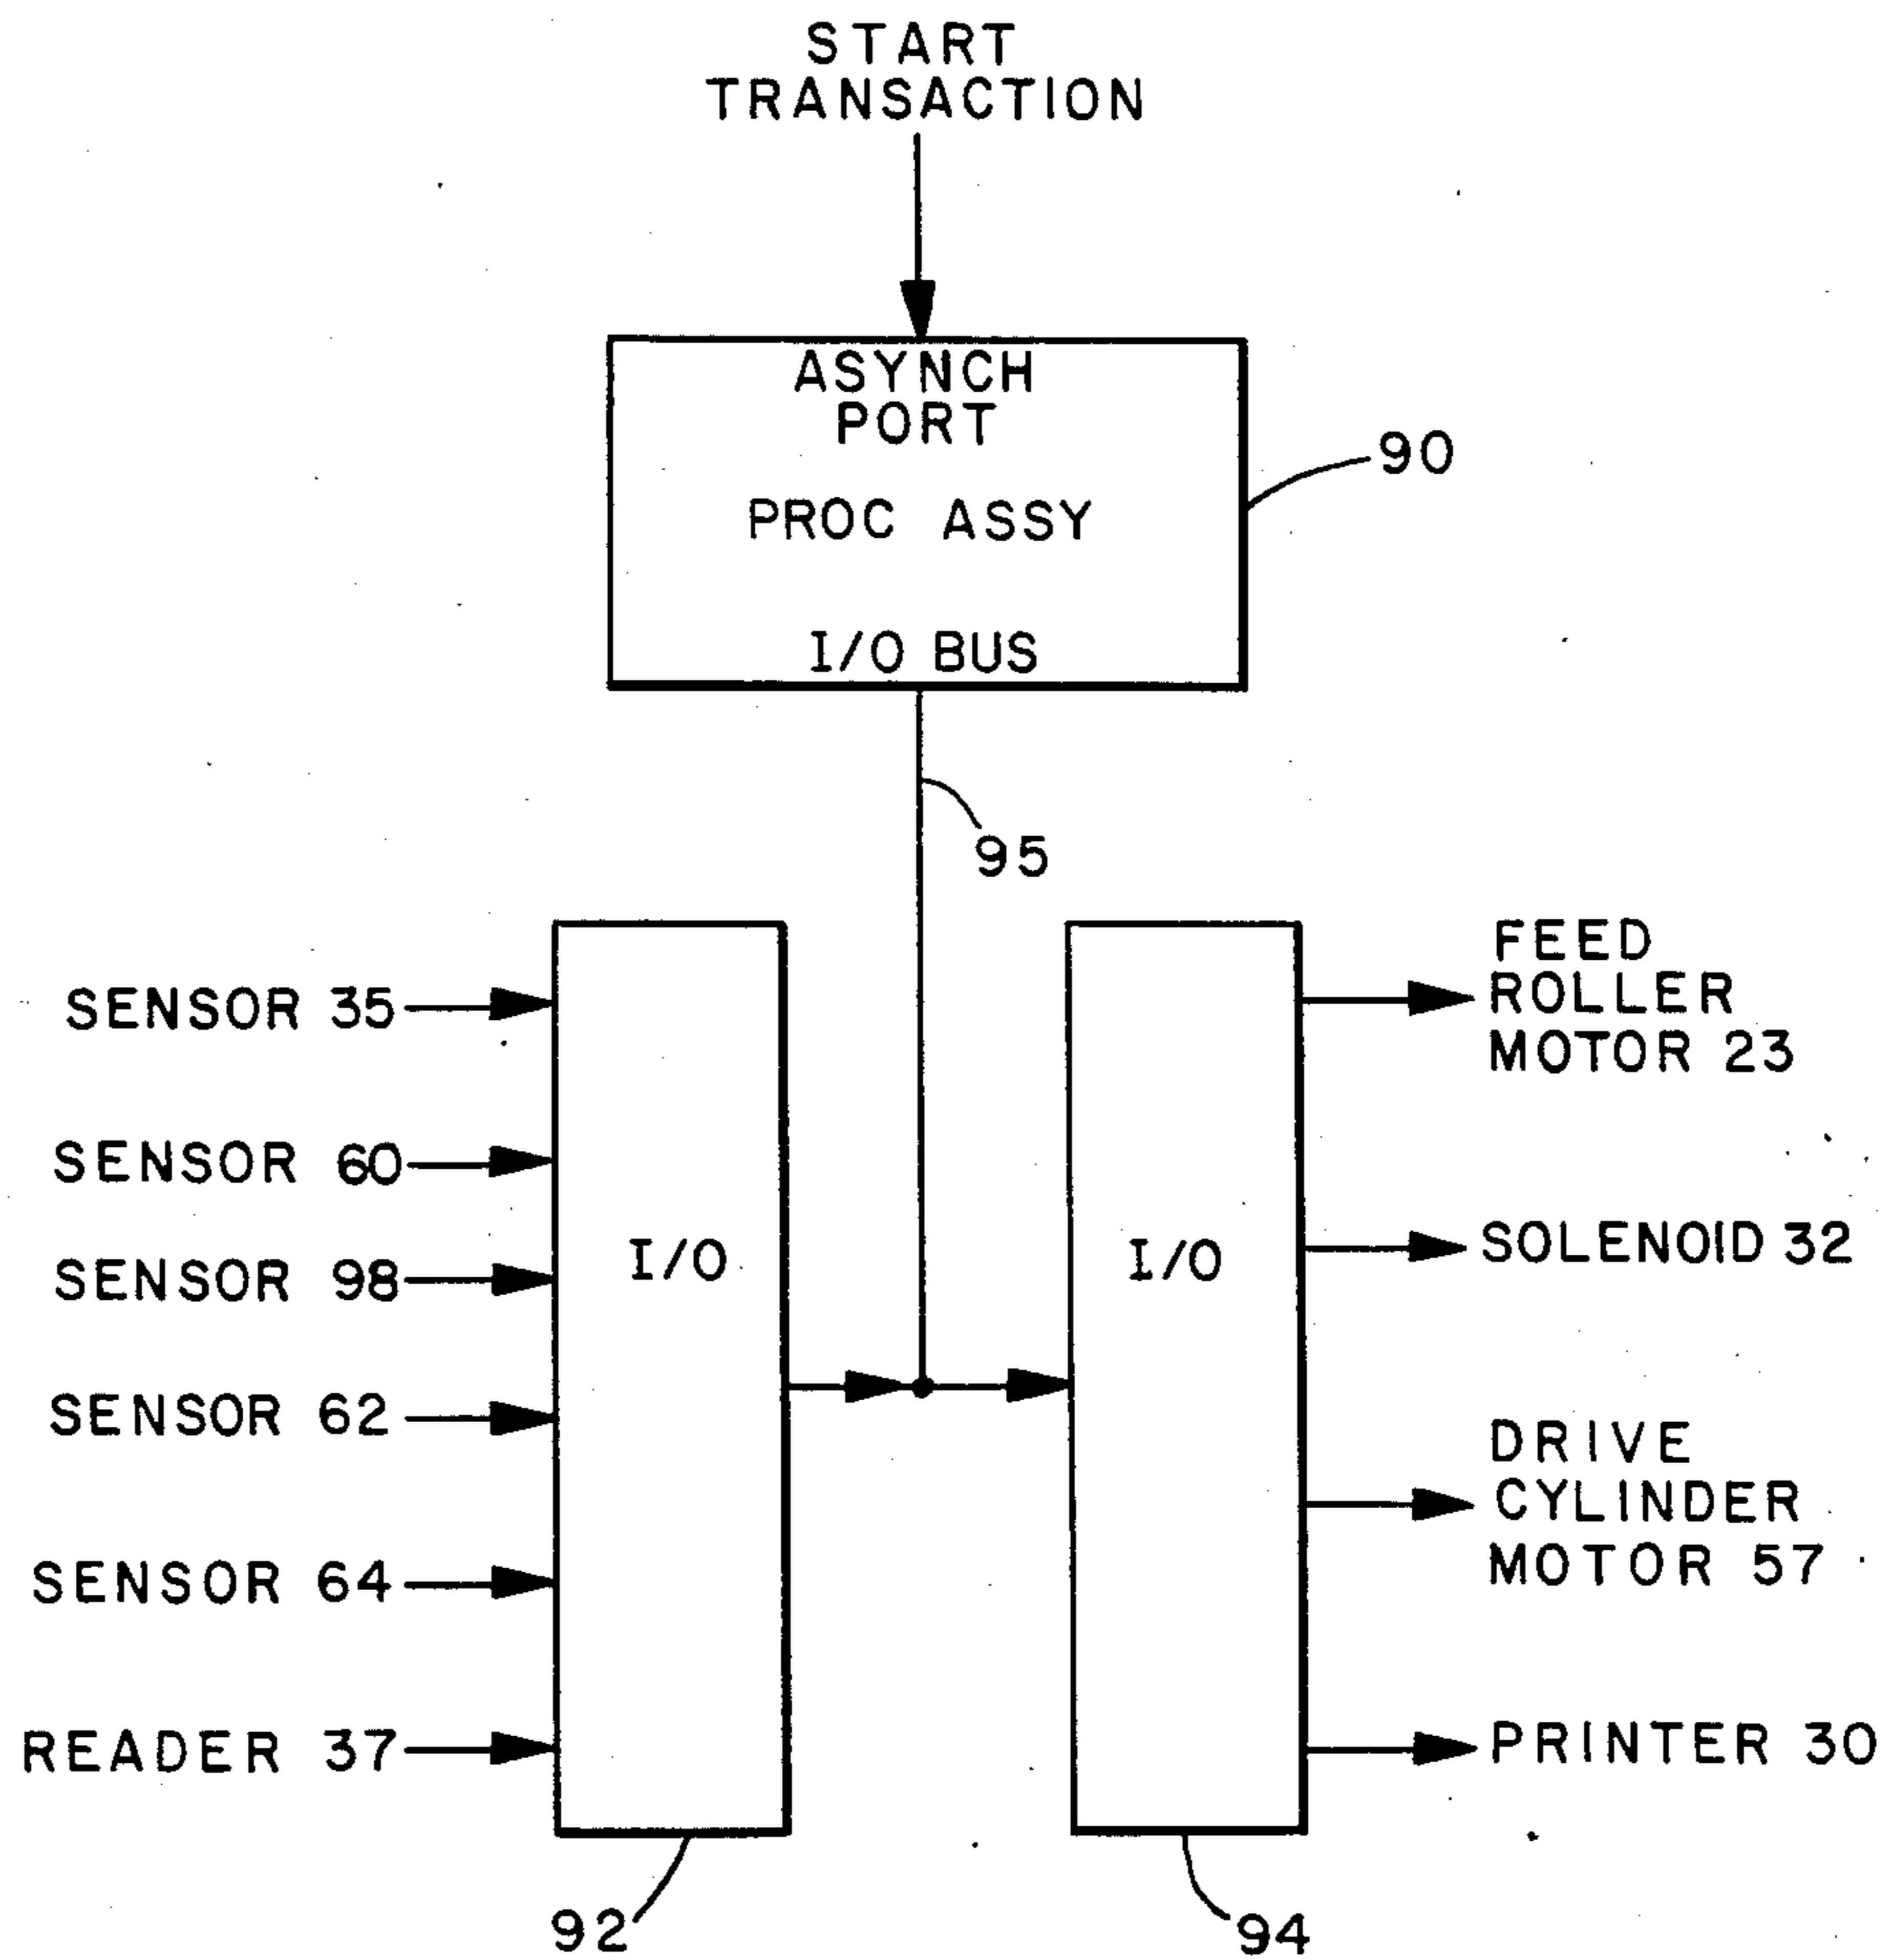 START
TRANSACTION
ASYNCH
PORT
PROC ASSY
I/O BUS
90
95
SENSOR 35
SENSOR 60
SENSOR 98
SENSOR 62
SENSOR 64
READER 37
I/O
I/O
FEED
ROLLER
MOTOR 23
SOLENOID 32
DRIVE
CYLINDER
MOTOR 57
PRINTER 30
92
94